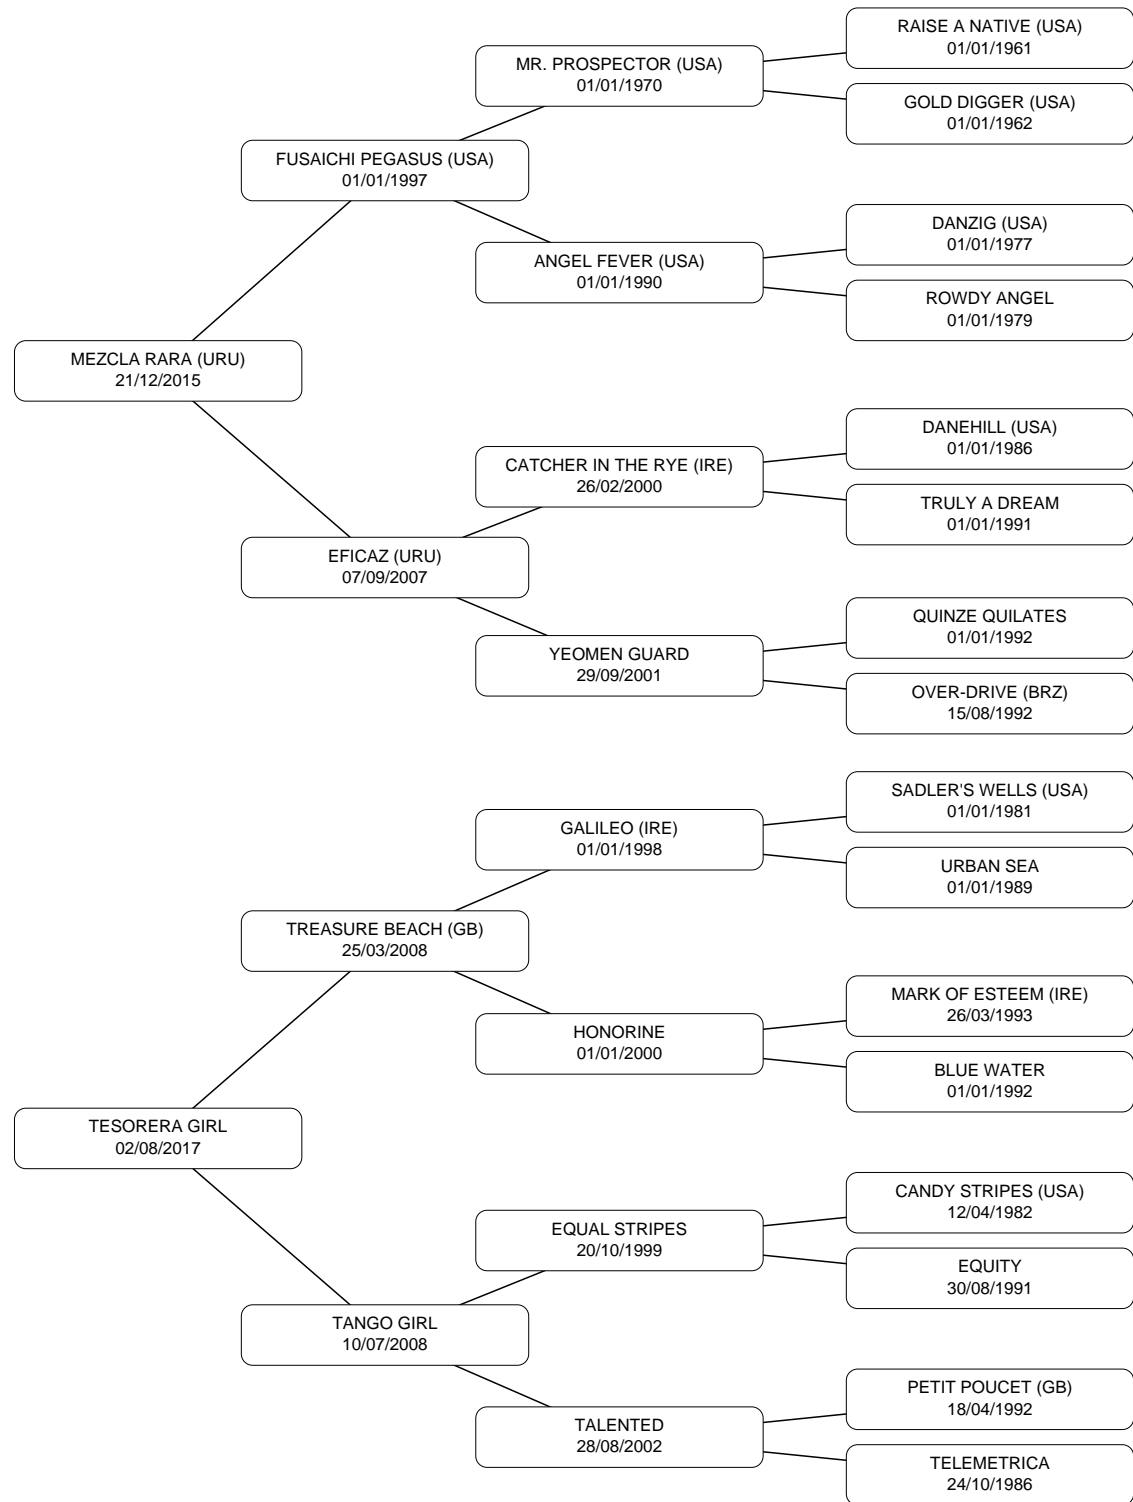 RAISE A NATIVE (USA)
01/01/1961
MR. PROSPECTOR (USA)
01/01/1970
GOLD DIGGER (USA)
01/01/1962
FUSAICHI PEGASUS (USA)
01/01/1997
DANZIG (USA)
01/01/1977
ANGEL FEVER (USA)
01/01/1990
ROWDY ANGEL
01/01/1979
MEZCLA RARA (URU)
21/12/2015
DANEHILL (USA)
01/01/1986
CATCHER IN THE RYE (IRE)
26/02/2000
TRULY A DREAM
01/01/1991
EFICAZ (URU)
07/09/2007
QUINZE QUILATES
01/01/1992
YEOMEN GUARD
29/09/2001
OVER-DRIVE (BRZ)
15/08/1992
SADLER'S WELLS (USA)
01/01/1981
GALILEO (IRE)
01/01/1998
URBAN SEA
01/01/1989
TREASURE BEACH (GB)
25/03/2008
MARK OF ESTEEM (IRE)
26/03/1993
HONORINE
01/01/2000
BLUE WATER
01/01/1992
TESORERA GIRL
02/08/2017
CANDY STRIPES (USA)
12/04/1982
EQUAL STRIPES
20/10/1999
EQUITY
30/08/1991
TANGO GIRL
10/07/2008
PETIT POUCET (GB)
18/04/1992
TALENTED
28/08/2002
TELEMETRICA
24/10/1986